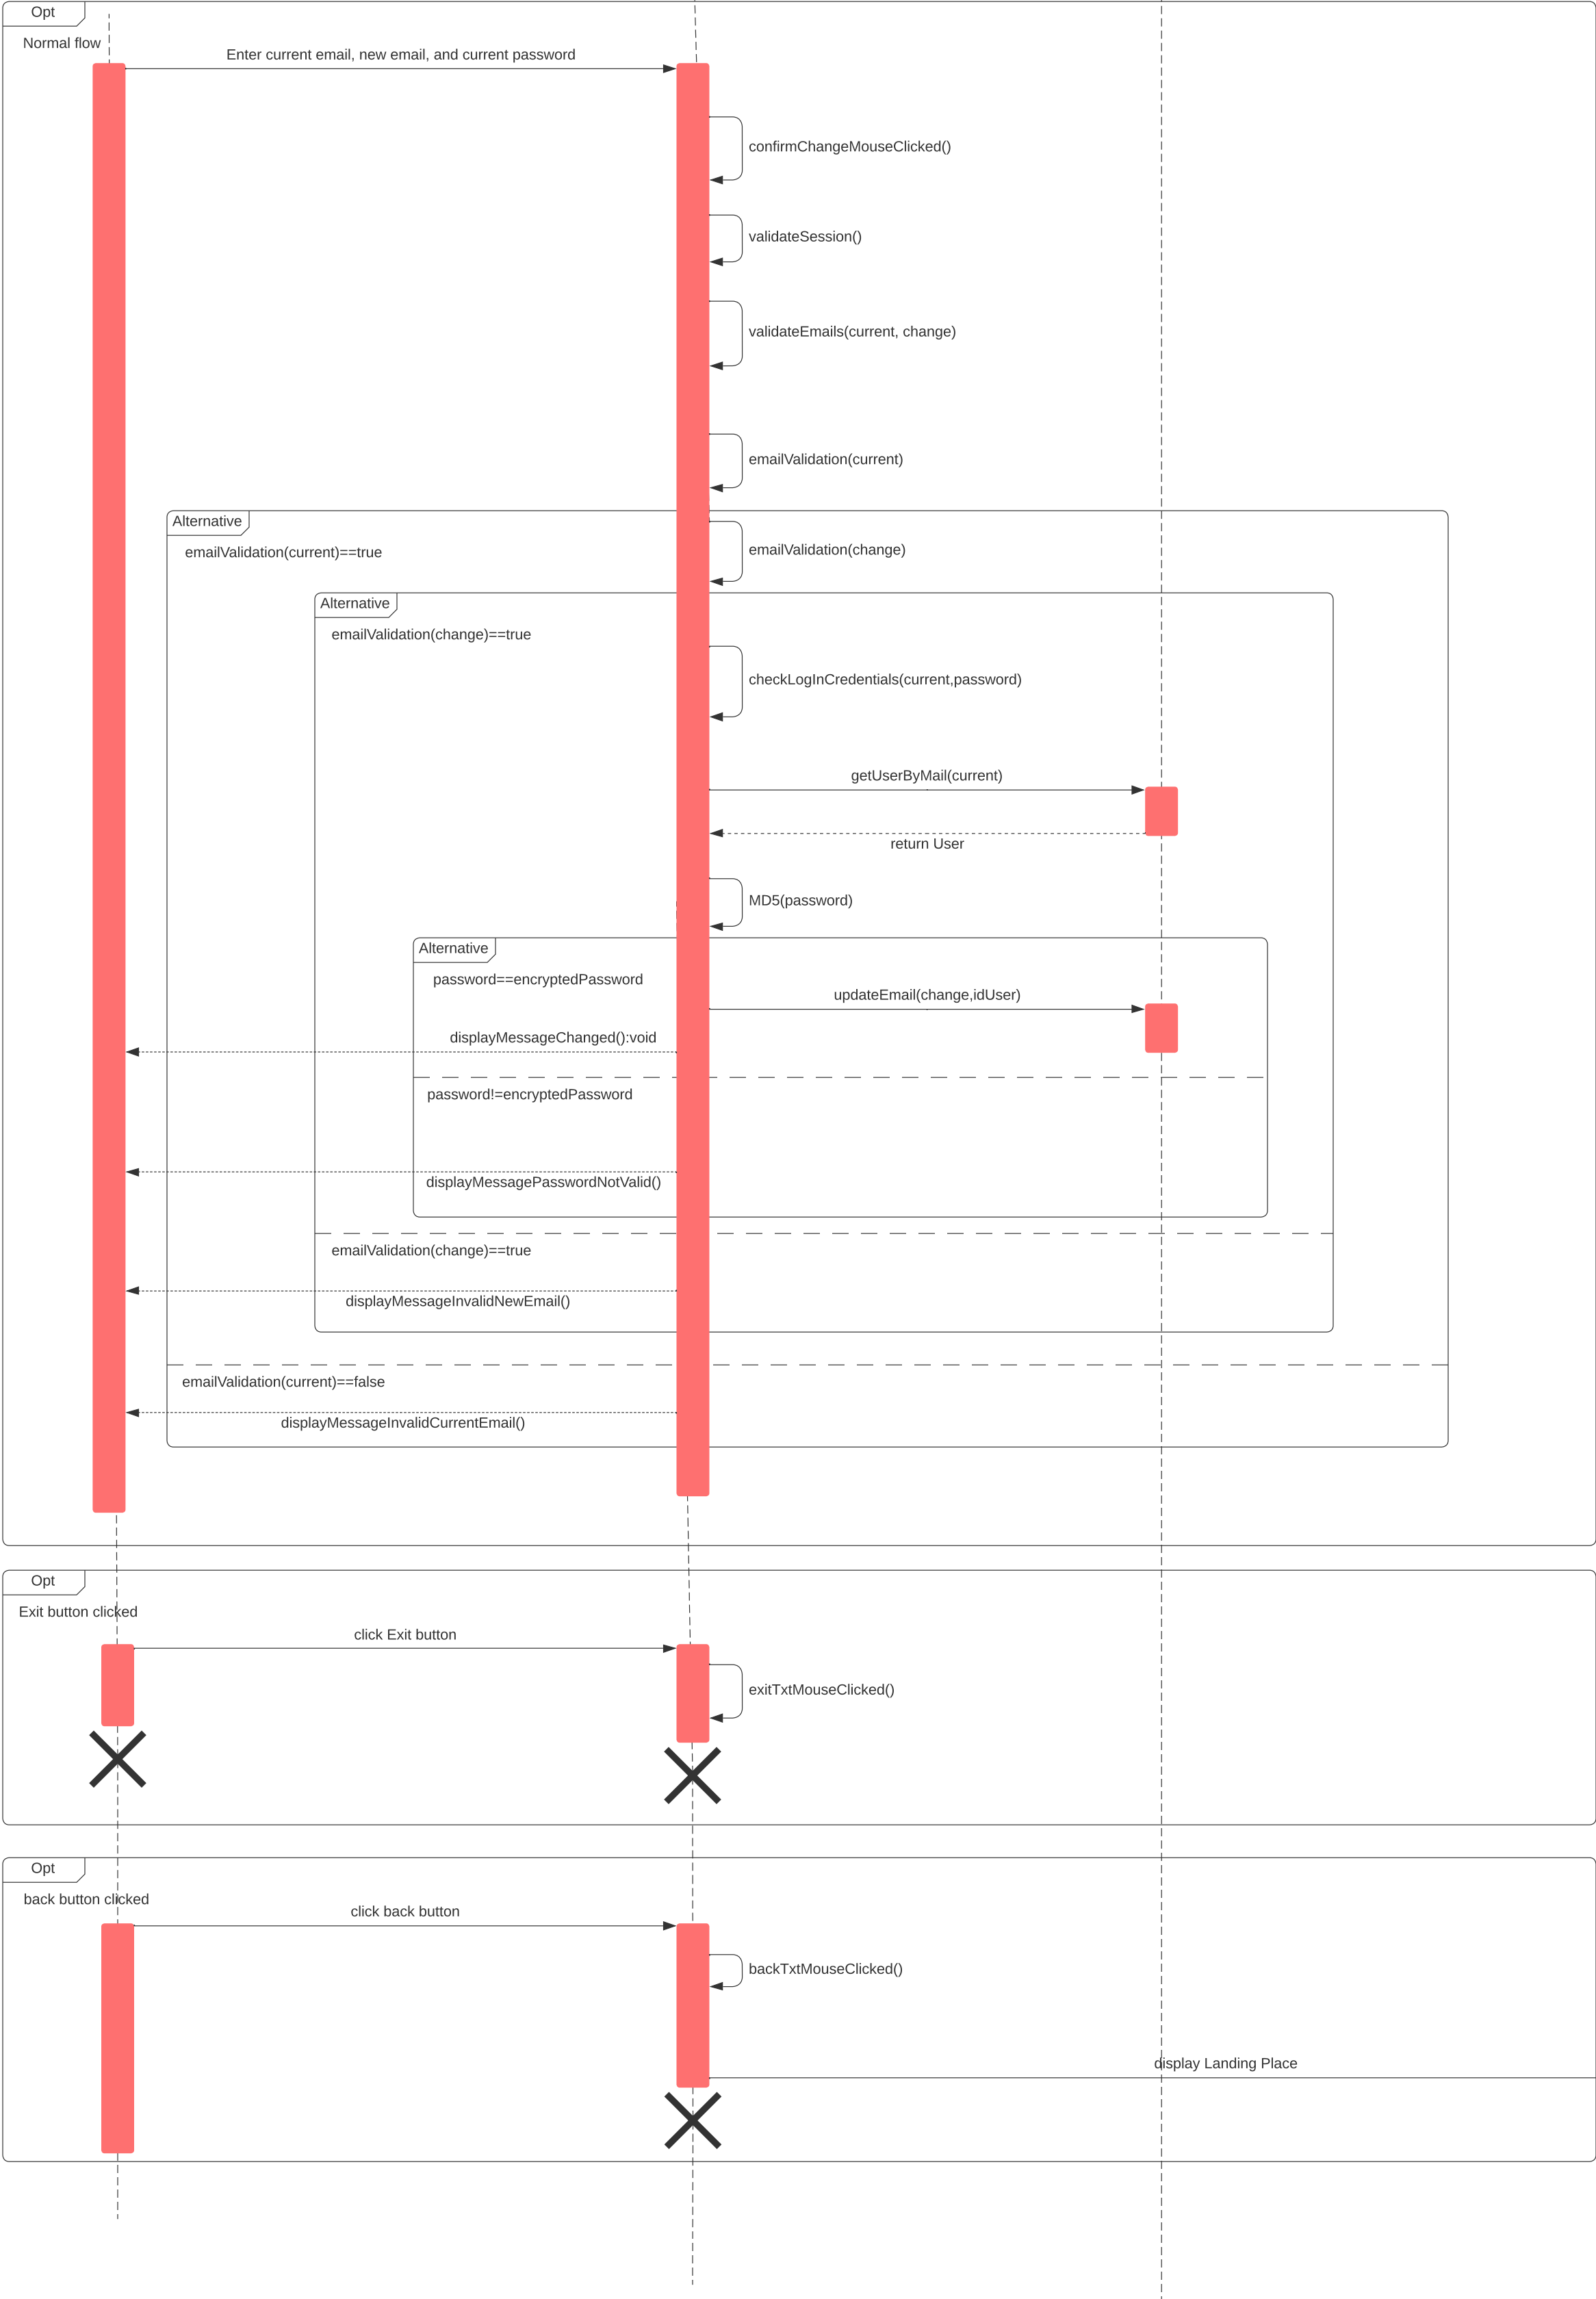 Opt
Normal flow
Enter current email, new email, and current password
confirmChangeMouseClicked()
validateSession()
validateEmails(current, change)
emailValidation(current)
Alternative
emailValidation(current)==true
emailValidation(change)
Alternative
emailValidation(change)==true
checkLogInCredentials(current,password)
getUserByMail(current)
return User
MD5(password)
Alternative
password==encryptedPassword
updateEmail(change,idUser)
displayMessageChanged():void
password!=encryptedPassword
displayMessagePasswordNotValid()
emailValidation(change)==true
displayMessageInvalidNewEmail()
emailValidation(current)==false
displayMessageInvalidCurrentEmail()
Opt
Exit button clicked
click Exit button
exitTxtMouseClicked()
Opt
back button clicked
click back button
backTxtMouseClicked()
display Landing Place